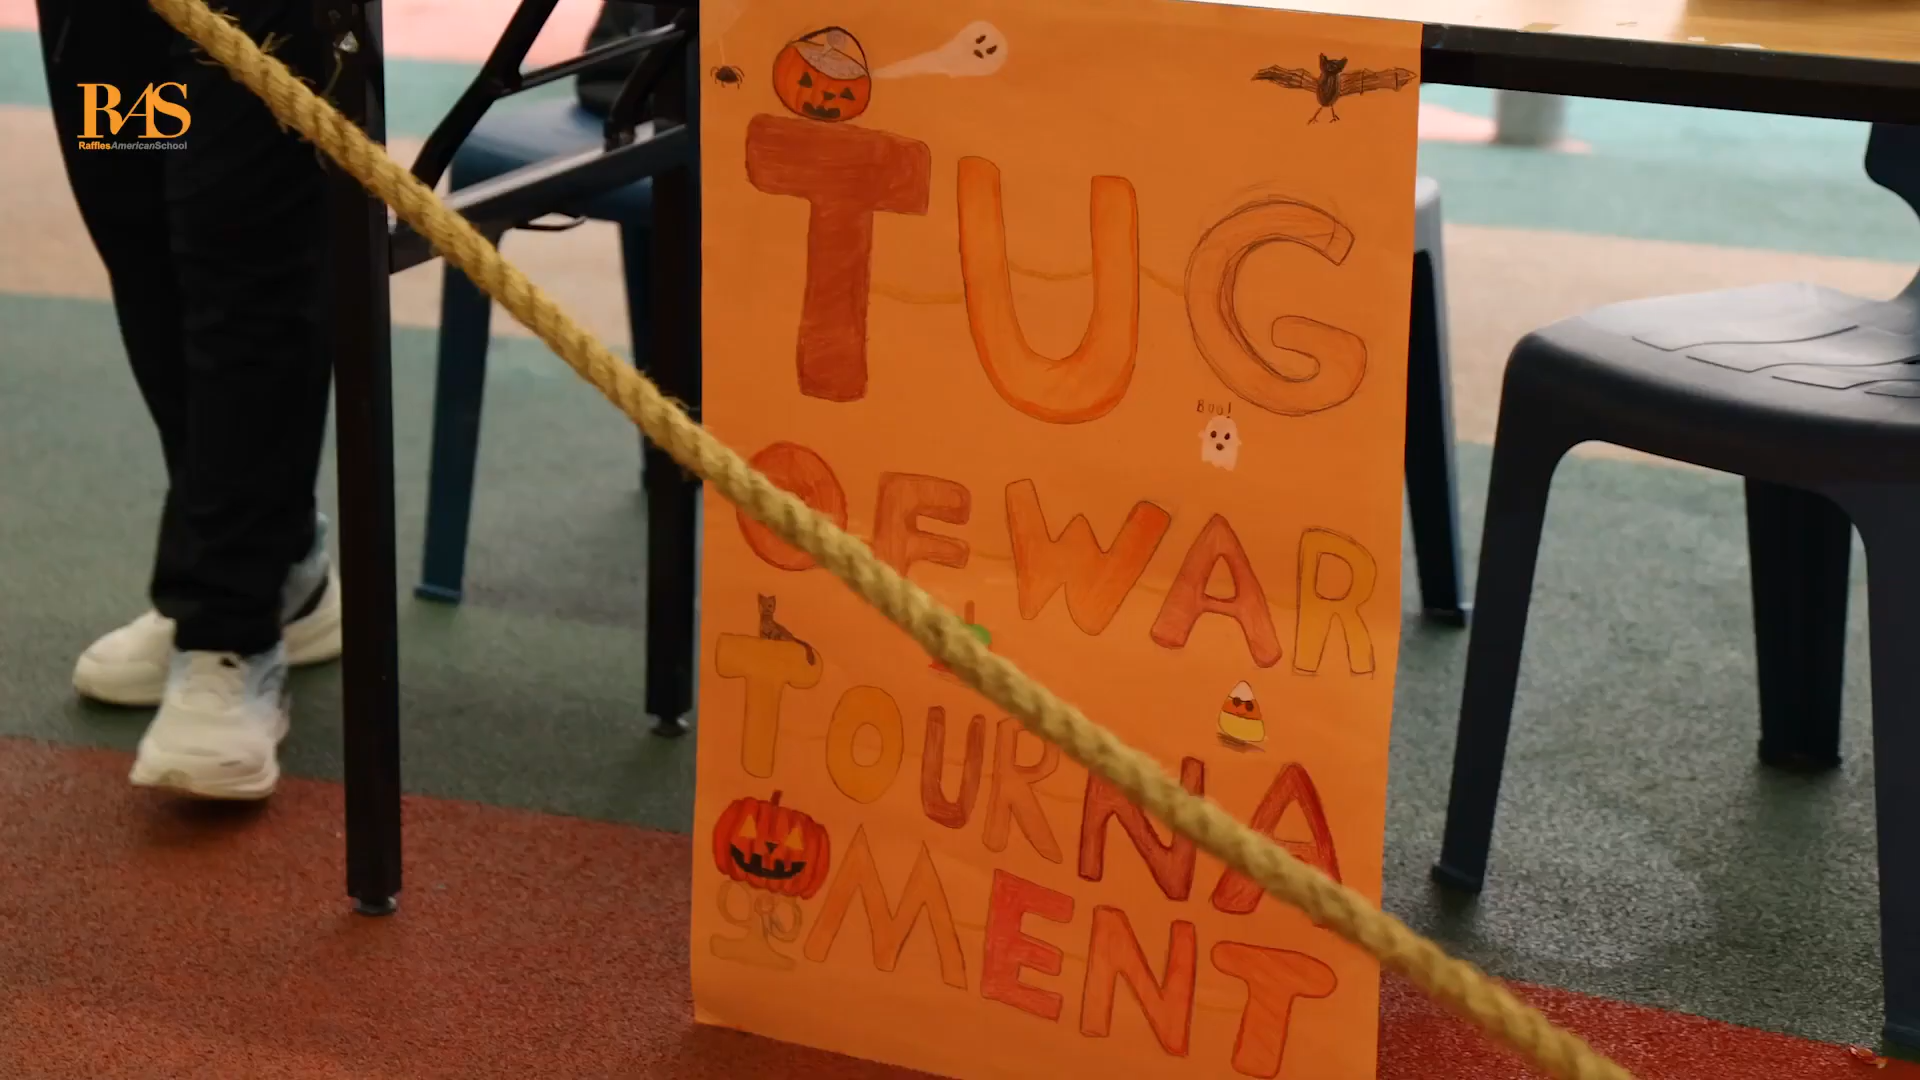 RAS
RafflesAmericanSchool
TUG
BOO!
OF WAR
TOURNA
MENT